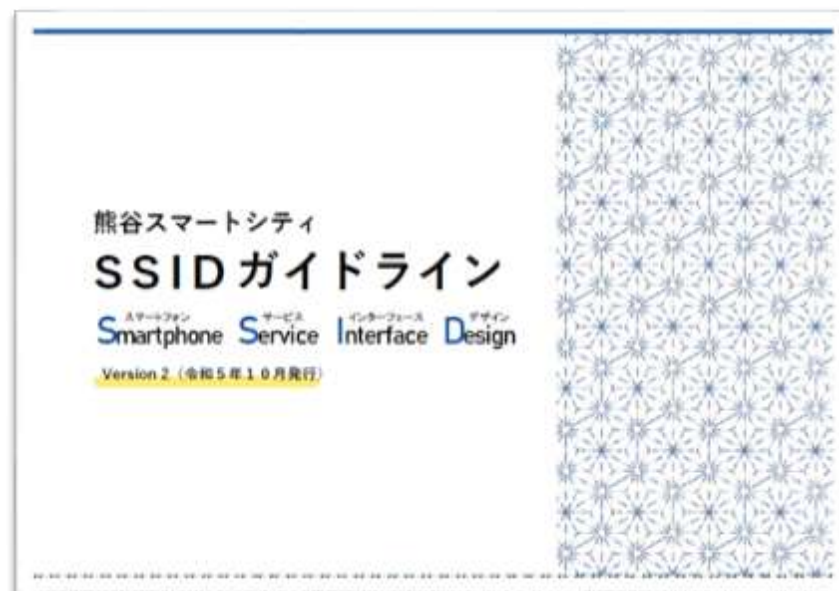 熊谷スマートシティ
SSIDガイドライン
スマートフォン サービス インターフェース デザイン
Smartphone Service Interface Design
Version 2（令和5年10月発行）